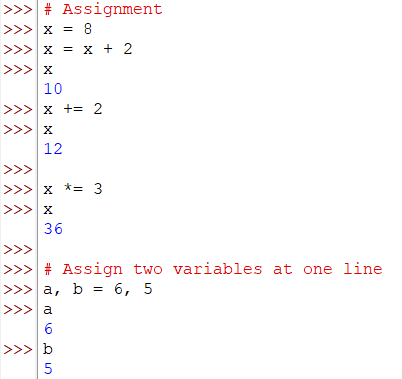 >>> # Assignment
>>> x = 8
>>> x = x + 2
>>> x
10
>>> x += 2
>>> x
12
>>>
>>> x *= 3
>>> x
36
>>>
>>> # Assign two variables at one line
>>> a, b = 6, 5
>>> a
6
>>> b
5